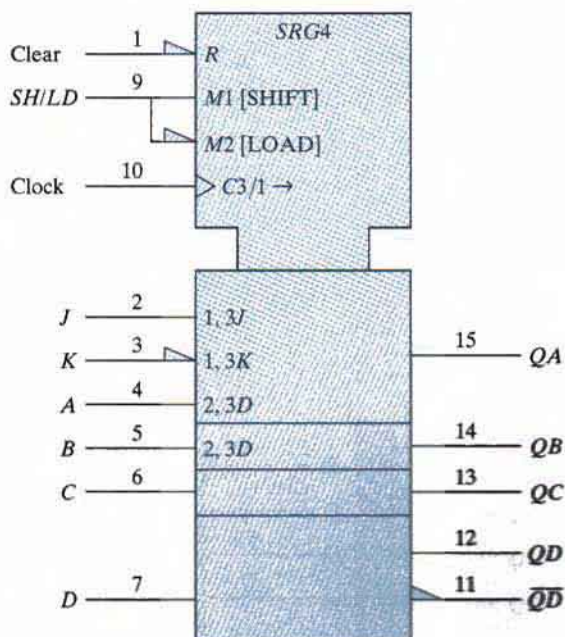 SRG4
1
Clear R
9
SH/LD M1 [SHIFT]
M2 [LOAD]
10
Clock C3/1 →
2
J 1, 3J
3
K 1, 3K
15
QA
4
A 2, 3D
5
B 2, 3D
14
QB
6
C
13
QC
12
QD
7
D
11
Q̅D̅